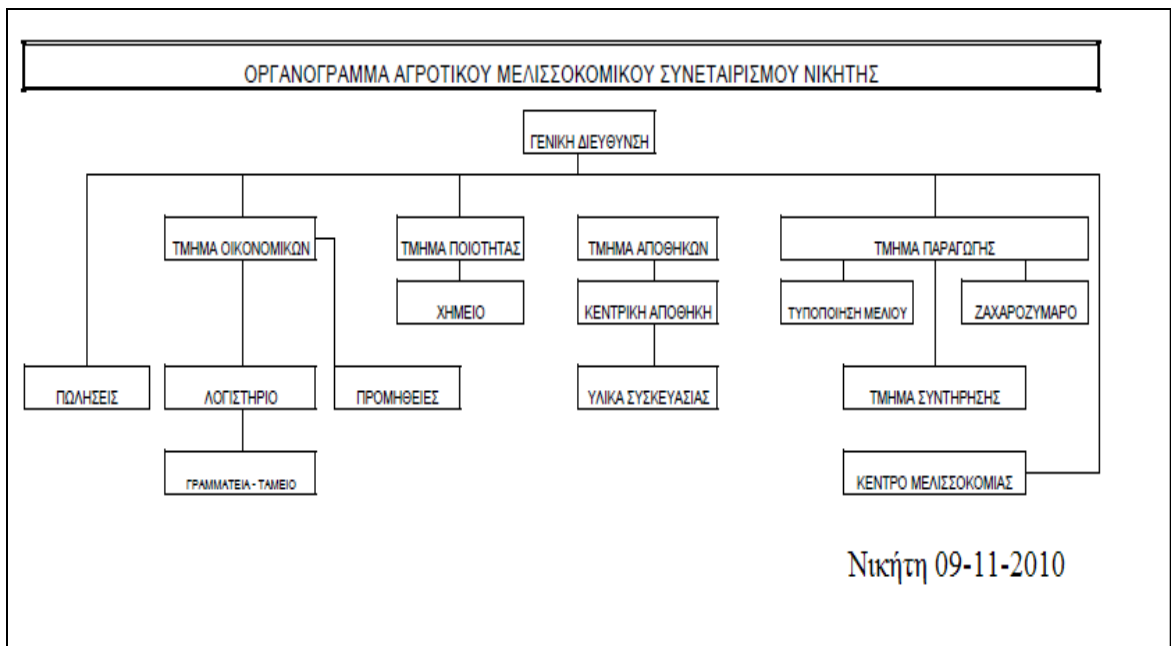 ΟΡΓΑΝΟΓΡΑΜΜΑ ΑΓΡΟΤΙΚΟΥ ΜΕΛΙΣΣΟΚΟΜΙΚΟΥ ΣΥΝΕΤΑΙΡΙΣΜΟΥ ΝΙΚΗΤΗΣ
ΓΕΝΙΚΗ ΔΙΕΥΘΥΝΣΗ
ΤΜΗΜΑ ΟΙΚΟΝΟΜΙΚΩΝ
ΤΜΗΜΑ ΠΟΙΟΤΗΤΑΣ
ΤΜΗΜΑ ΑΠΟΘΗΚΩΝ
ΤΜΗΜΑ ΠΑΡΑΓΩΓΗΣ
ΧΗΜΕΙΟ
ΚΕΝΤΡΙΚΗ ΑΠΟΘΗΚΗ
ΤΥΠΟΠΟΙΗΣΗ ΜΕΛΙΟΥ
ΖΑΧΑΡΟΖΥΜΑΡΟ
ΠΩΛΗΣΕΙΣ
ΛΟΓΙΣΤΗΡΙΟ
ΠΡΟΜΗΘΕΙΕΣ
ΥΛΙΚΑ ΣΥΣΚΕΥΑΣΙΑΣ
ΤΜΗΜΑ ΣΥΝΤΗΡΗΣΗΣ
ΓΡΑΜΜΑΤΕΙΑ - ΤΑΜΕΙΟ
ΚΕΝΤΡΟ ΜΕΛΙΣΣΟΚΟΜΙΑΣ
Νικήτη 09-11-2010